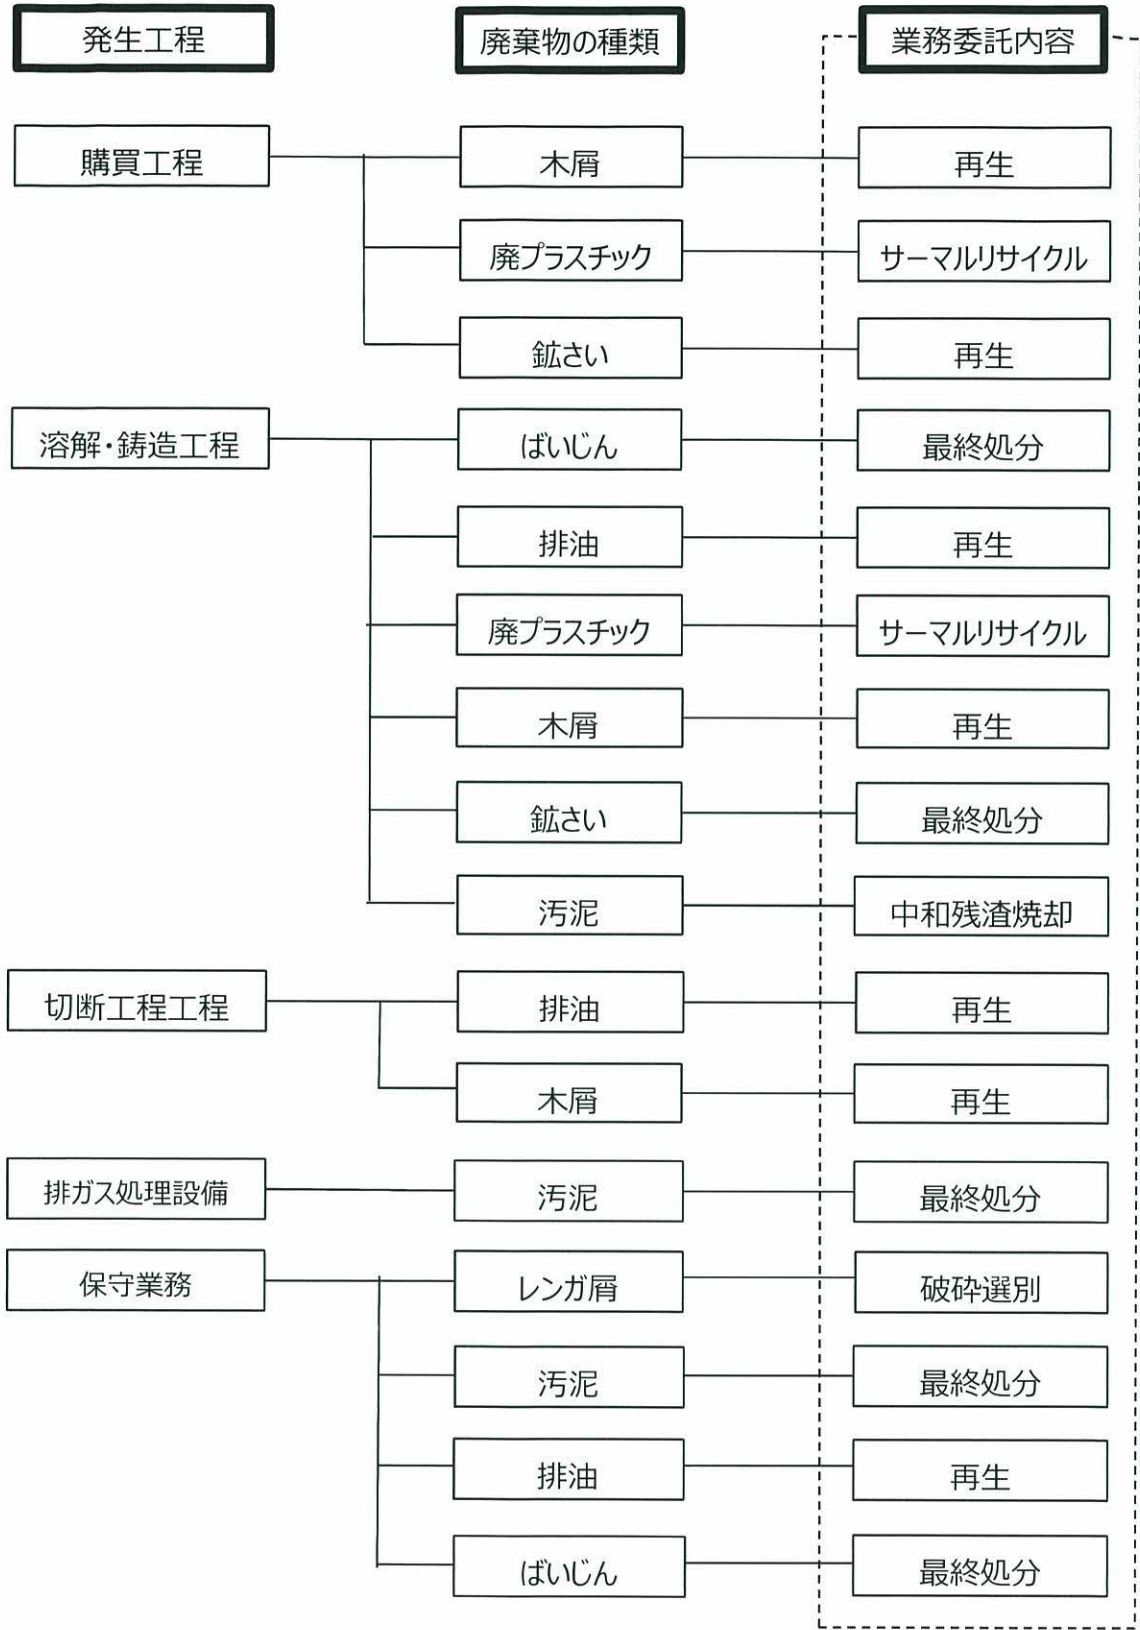 発生工程 廃棄物の種類 業務委託内容
購買工程 木屑 再生
廃プラスチック サーマルリサイクル
鉱さい 再生
溶解・鋳造工程 ばいじん 最終処分
排油 再生
廃プラスチック サーマルリサイクル
木屑 再生
鉱さい 最終処分
汚泥 中和残渣焼却
切断工程工程 排油 再生
木屑 再生
排ガス処理設備 汚泥 最終処分
保守業務 レンガ屑 破砕選別
汚泥 最終処分
排油 再生
ばいじん 最終処分